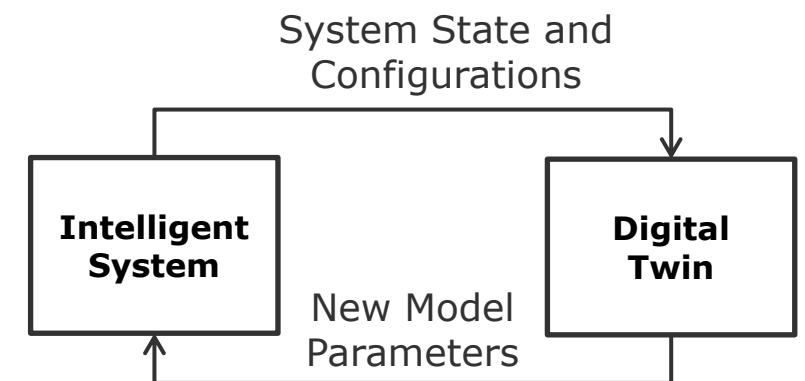 System State and
Configurations
Intelligent
System
Digital
Twin
New Model
Parameters